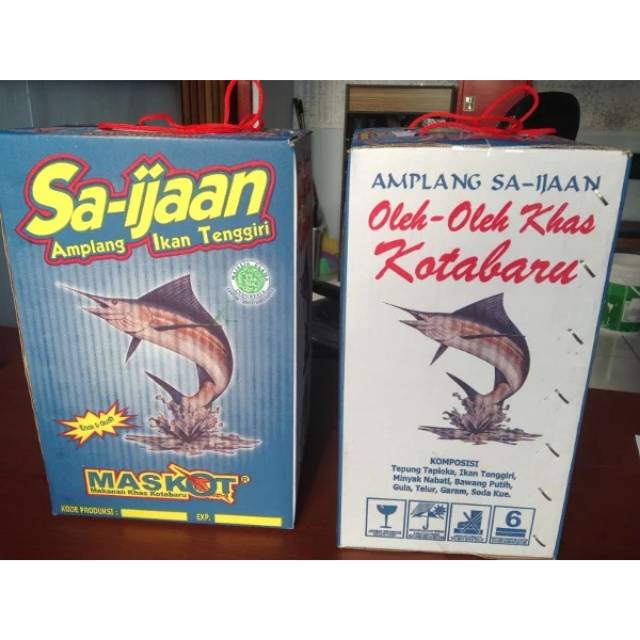 Sa-ijaan
Amplang Ikan Tenggiri
MASKOT®
Makanan Khas Kotabaru
KODE PRODUKSI :
EXP.
AMPLANG SA-IJAAN
Oleh-Oleh Khas
Kotabaru
KOMPOSISI
Tepung Tapioka, Ikan Tenggiri,
Minyak Nabati, Bawang Putih,
Gula, Telur, Garam, Soda Kue.
6